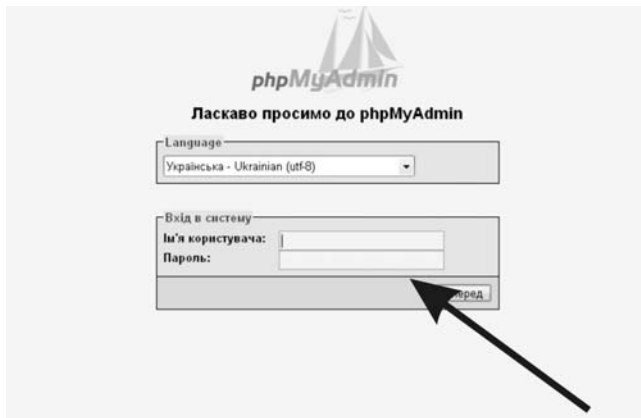 phpMyAdmin
Ласкаво просимо до phpMyAdmin
Language
Українська - Ukrainian (utf-8)
Вхід в систему
Ім'я користувача:
Пароль: